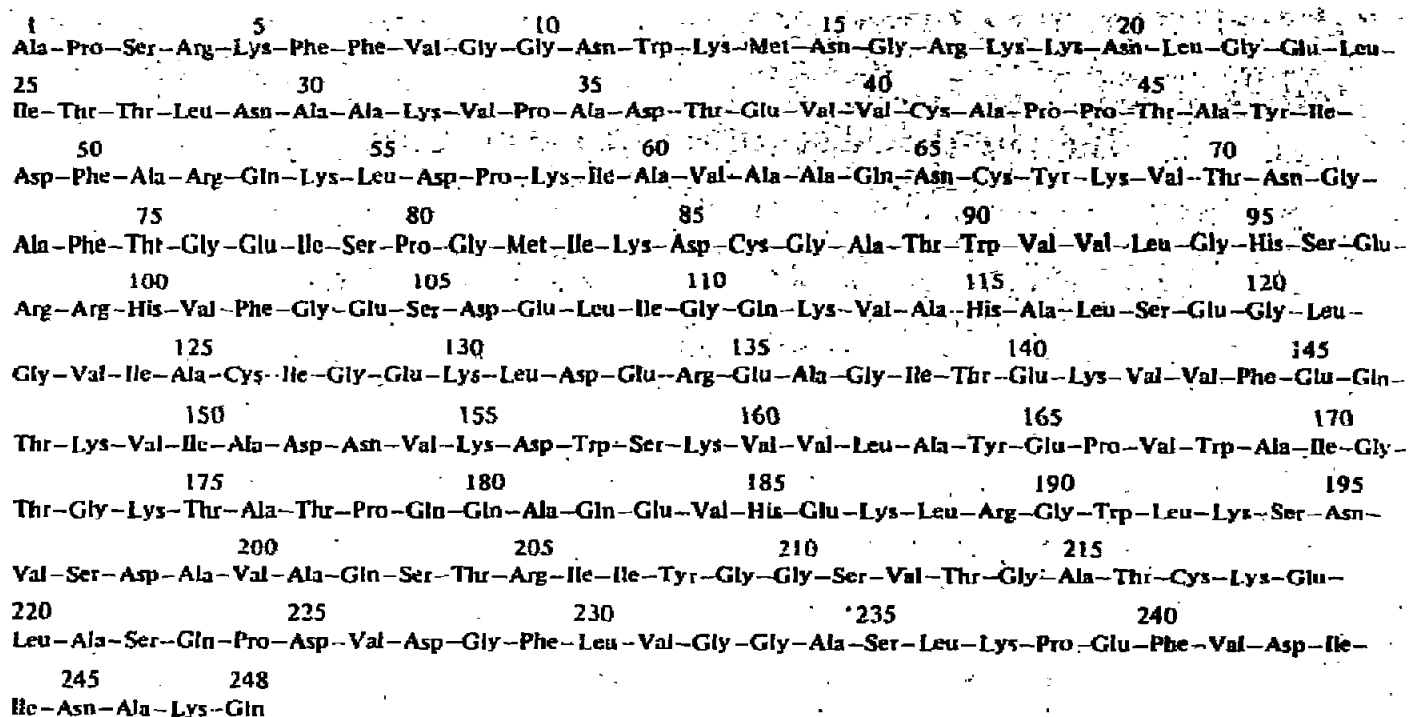 1 5 10 15 20
Ala-Pro-Ser-Arg-Lys-Phe-Phe-Val-Gly-Gly-Asn-Trp-Lys-Met-Asn-Gly-Arg-Lys-Lys-Asn-Leu-Gly-Glu-Leu-
25 30 35 40 45
Ile-Thr-Thr-Leu-Asn-Ala-Ala-Lys-Val-Pro-Ala-Asp-Thr-Glu-Val-Val-Cys-Ala-Pro-Pro-Thr-Ala-Tyr-Ile-
50 55 60 65 70
Asp-Phe-Ala-Arg-Gln-Lys-Leu-Asp-Pro-Lys-Ile-Ala-Val-Ala-Ala-Gln-Asn-Cys-Tyr-Lys-Val-Thr-Asn-Gly-
75 80 85 90 95
Ala-Phe-Thr-Gly-Glu-Ile-Ser-Pro-Gly-Met-Ile-Lys-Asp-Cys-Gly-Ala-Thr-Trp-Val-Val-Leu-Gly-His-Ser-Glu-
100 105 110 115 120
Arg-Arg-His-Val-Phe-Gly-Glu-Ser-Asp-Glu-Leu-Ile-Gly-Gln-Lys-Val-Ala-His-Ala-Leu-Ser-Glu-Gly-Leu-
125 130 135 140 145
Gly-Val-Ile-Ala-Cys-Ile-Gly-Glu-Lys-Leu-Asp-Glu-Arg-Glu-Ala-Gly-Ile-Thr-Glu-Lys-Val-Val-Phe-Glu-Gln-
150 155 160 165 170
Thr-Lys-Val-Ile-Ala-Asp-Asn-Val-Lys-Asp-Trp-Ser-Lys-Val-Val-Leu-Ala-Tyr-Glu-Pro-Val-Trp-Ala-Ile-Gly-
175 180 185 190 195
Thr-Gly-Lys-Thr-Ala-Thr-Pro-Gln-Gln-Ala-Gln-Glu-Val-His-Glu-Lys-Leu-Arg-Gly-Trp-Leu-Lys-Ser-Asn-
200 205 210 215
Val-Ser-Asp-Ala-Val-Ala-Gln-Ser-Thr-Arg-Ile-Ile-Tyr-Gly-Gly-Ser-Val-Thr-Gly-Ala-Thr-Cys-Lys-Glu-
220 225 230 235 240
Leu-Ala-Ser-Gln-Pro-Asp-Val-Asp-Gly-Phe-Leu-Val-Gly-Gly-Ala-Ser-Leu-Lys-Pro-Glu-Phe-Val-Asp-Ile-
245 248
Ile-Asn-Ala-Lys-Gln